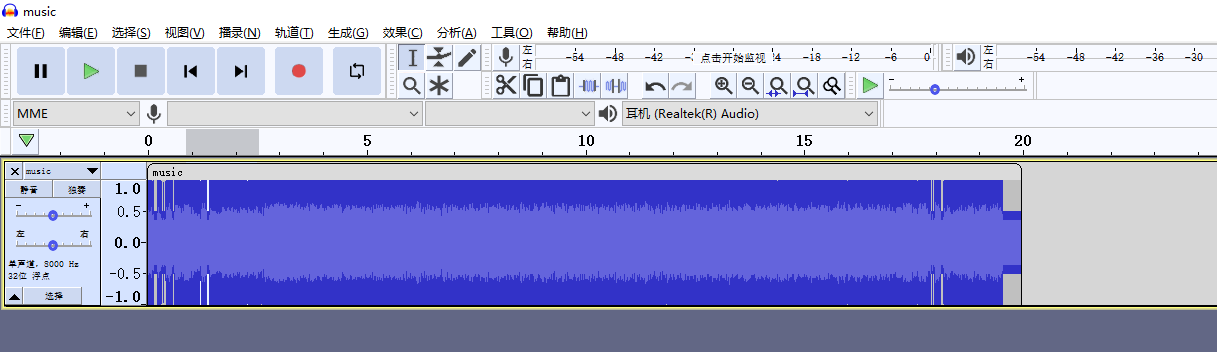 music
文件(F) 编辑(E) 选择(S) 视图(V) 播录(N) 轨道(T) 生成(G) 效果(C) 分析(A) 工具(O) 帮助(H)
左 右 -54 -48 -42 点击开始监视 -18 -12 -6 0 左 右 -54 -48 -42 -36 -30
- +
MME 耳机 (Realtek(R) Audio)
0 5 10 15 20
music music
静音 独奏 1.0
- + 0.5
左 右 0.0
单声道, 8000 Hz
32位 浮点 -0.5
选择 -1.0